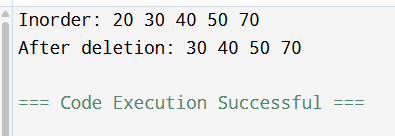 Inorder: 20 30 40 50 70
After deletion: 30 40 50 70
=== Code Execution Successful ===